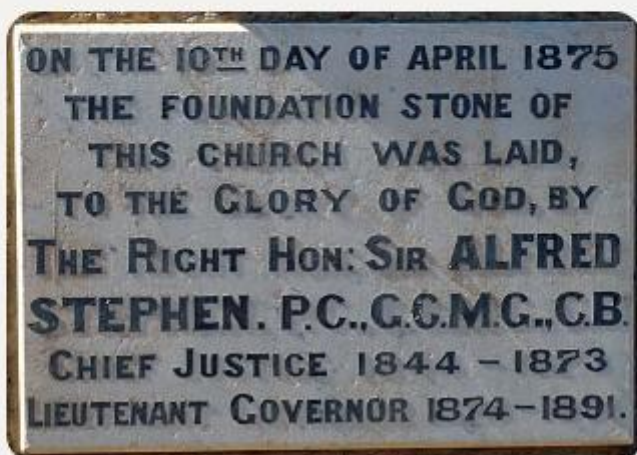 ON THE 10TH DAY OF APRIL 1875
THE FOUNDATION STONE OF
THIS CHURCH WAS LAID,
TO THE GLORY OF GOD, BY
THE RIGHT HON: SIR ALFRED
STEPHEN. P.C., G.C.M.G., C.B.
CHIEF JUSTICE 1844 – 1873
LIEUTENANT GOVERNOR 1874–1891.